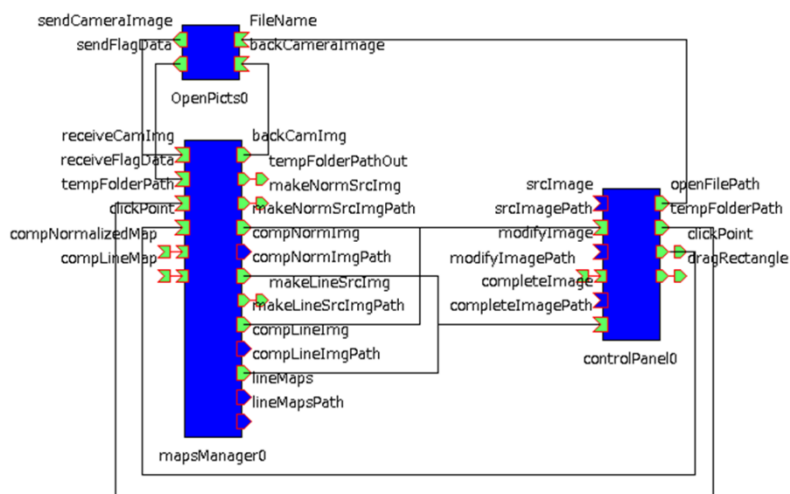 sendCameraImage
FileName
sendFlagData
backCameraImage
OpenPicts0
receiveCamImg
backCamImg
receiveFlagData
tempFolderPathOut
tempFolderPath
makeNormSrcImg
clickPoint
makeNormSrcImgPath
compNormalizedMap
compNormImg
compLineMap
compNormImgPath
makeLineSrcImg
makeLineSrcImgPath
compLineImg
compLineImgPath
lineMaps
lineMapsPath
mapsManager0
srcImage
openFilePath
srcImagePath
tempFolderPath
modifyImage
clickPoint
modifyImagePath
dragRectangle
completeImage
completeImagePath
controlPanel0